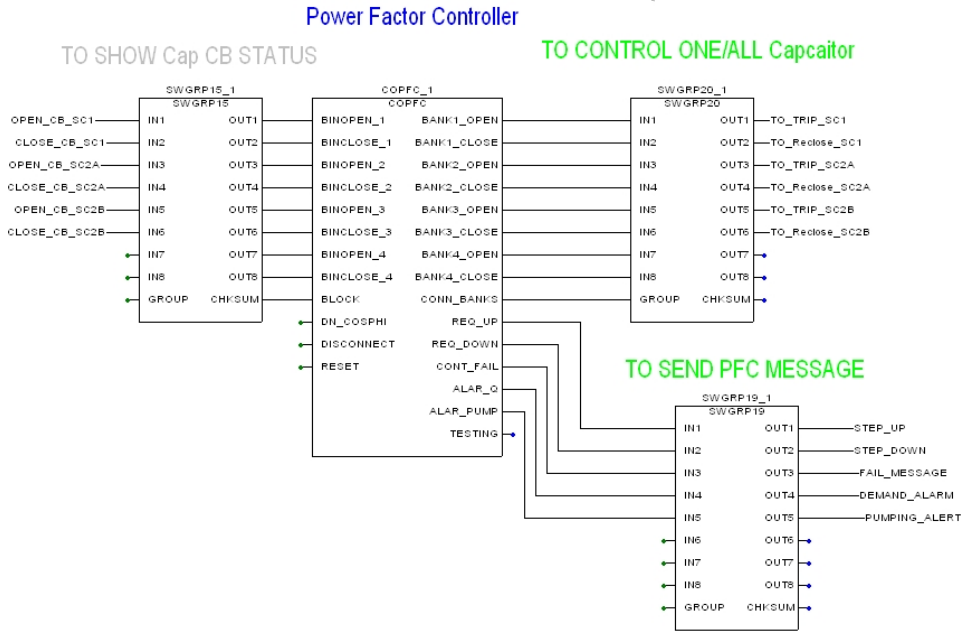 Power Factor Controller
TO SHOW Cap CB STATUS
TO CONTROL ONE/ALL Capcaitor
SWGRP15_1
SWGRP15
OPEN_CB_SC1 IN1 OUT1
CLOSE_CB_SC1 IN2 OUT2
OPEN_CB_SC2A IN3 OUT3
CLOSE_CB_SC2A IN4 OUT4
OPEN_CB_SC2B IN5 OUT5
CLOSE_CB_SC2B IN6 OUT6
IN7 OUT7
IN8 OUT8
GROUP CHKSUM
COPFC_1
COPFC
BINOPEN_1 BANK1_OPEN
BINCLOSE_1 BANK1_CLOSE
BINOPEN_2 BANK2_OPEN
BINCLOSE_2 BANK2_CLOSE
BINOPEN_3 BANK3_OPEN
BINCLOSE_3 BANK3_CLOSE
BINOPEN_4 BANK4_OPEN
BINCLOSE_4 BANK4_CLOSE
BLOCK CONN_BANKS
DN_COSPHI REQ_UP
DISCONNECT REQ_DOWN
RESET CONT_FAIL
ALAR_Q
ALAR_PUMP
TESTING
SWGRP20_1
SWGRP20
IN1 OUT1 TO_TRIP_SC1
IN2 OUT2 TO_Reclose_SC1
IN3 OUT3 TO_TRIP_SC2A
IN4 OUT4 TO_Reclose_SC2A
IN5 OUT5 TO_TRIP_SC2B
IN6 OUT6 TO_Reclose_SC2B
IN7 OUT7
IN8 OUT8
GROUP CHKSUM
TO SEND PFC MESSAGE
SWGRP19_1
SWGRP19
IN1 OUT1 STEP_UP
IN2 OUT2 STEP_DOWN
IN3 OUT3 FAIL_MESSAGE
IN4 OUT4 DEMAND_ALARM
IN5 OUT5 PUMPING_ALERT
IN6 OUT6
IN7 OUT7
IN8 OUT8
GROUP CHKSUM